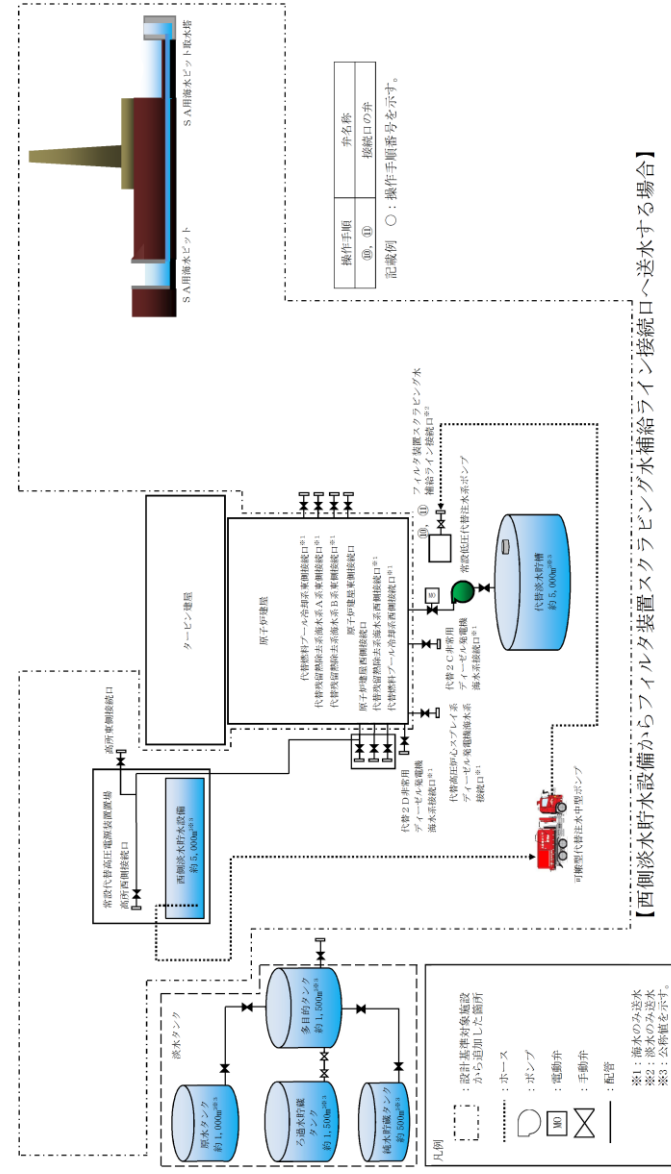 SA用海水ピット取水塔
SA用海水ピット
操作手順
弁名称
⑩，⑪
接続口の弁
記載例　○：操作手順番号を示す。
タービン建屋
原子炉建屋
代替燃料プール冷却系東側接続口※1
代替残留熱除去系海水系A系東側接続口※1
代替残留熱除去系海水系B系東側接続口※1
原子炉建屋東側接続口
原子炉建屋西側接続口
代替残留熱除去系海水系西側接続口※1
代替燃料プール冷却系西側接続口※1
高所東側接続口
常設代替高圧電源装置置場
高所西側接続口
西側淡水貯水設備
約5,000m³※3
代替2D非常用
ディーゼル発電機
海水系接続口※1
代替高圧炉心スプレイ系
ディーゼル発電機海水系
接続口※1
代替2C非常用
ディーゼル発電機
海水系接続口※1
MO
常設低圧代替注水系ポンプ
⑩，⑪
フィルタ装置スクラビング水
補給ライン接続口※2
代替淡水貯槽
約5,000m³※3
可搬型代替注水中型ポンプ
淡水タンク
原水タンク
約1,000m³※3
ろ過水貯蔵
タンク
約1,500m³※3
多目的タンク
約1,500m³※3
純水貯蔵タンク
約500m³※3
凡例
：設計基準対象施設
から追加した箇所
：ホース
：ポンプ
MO
：電動弁
：手動弁
：配管
※1：海水のみ送水
※2：淡水のみ送水
※3：公称値を示す。
【西側淡水貯水設備からフィルタ装置スクラビング水補給ライン接続口へ送水する場合】